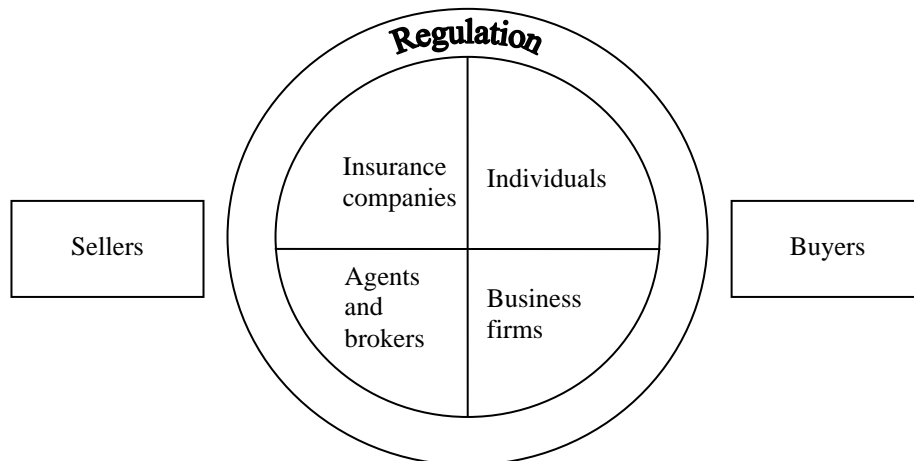 Regulation
Insurance
companies
Individuals
Sellers
Buyers
Agents
and
brokers
Business
firms